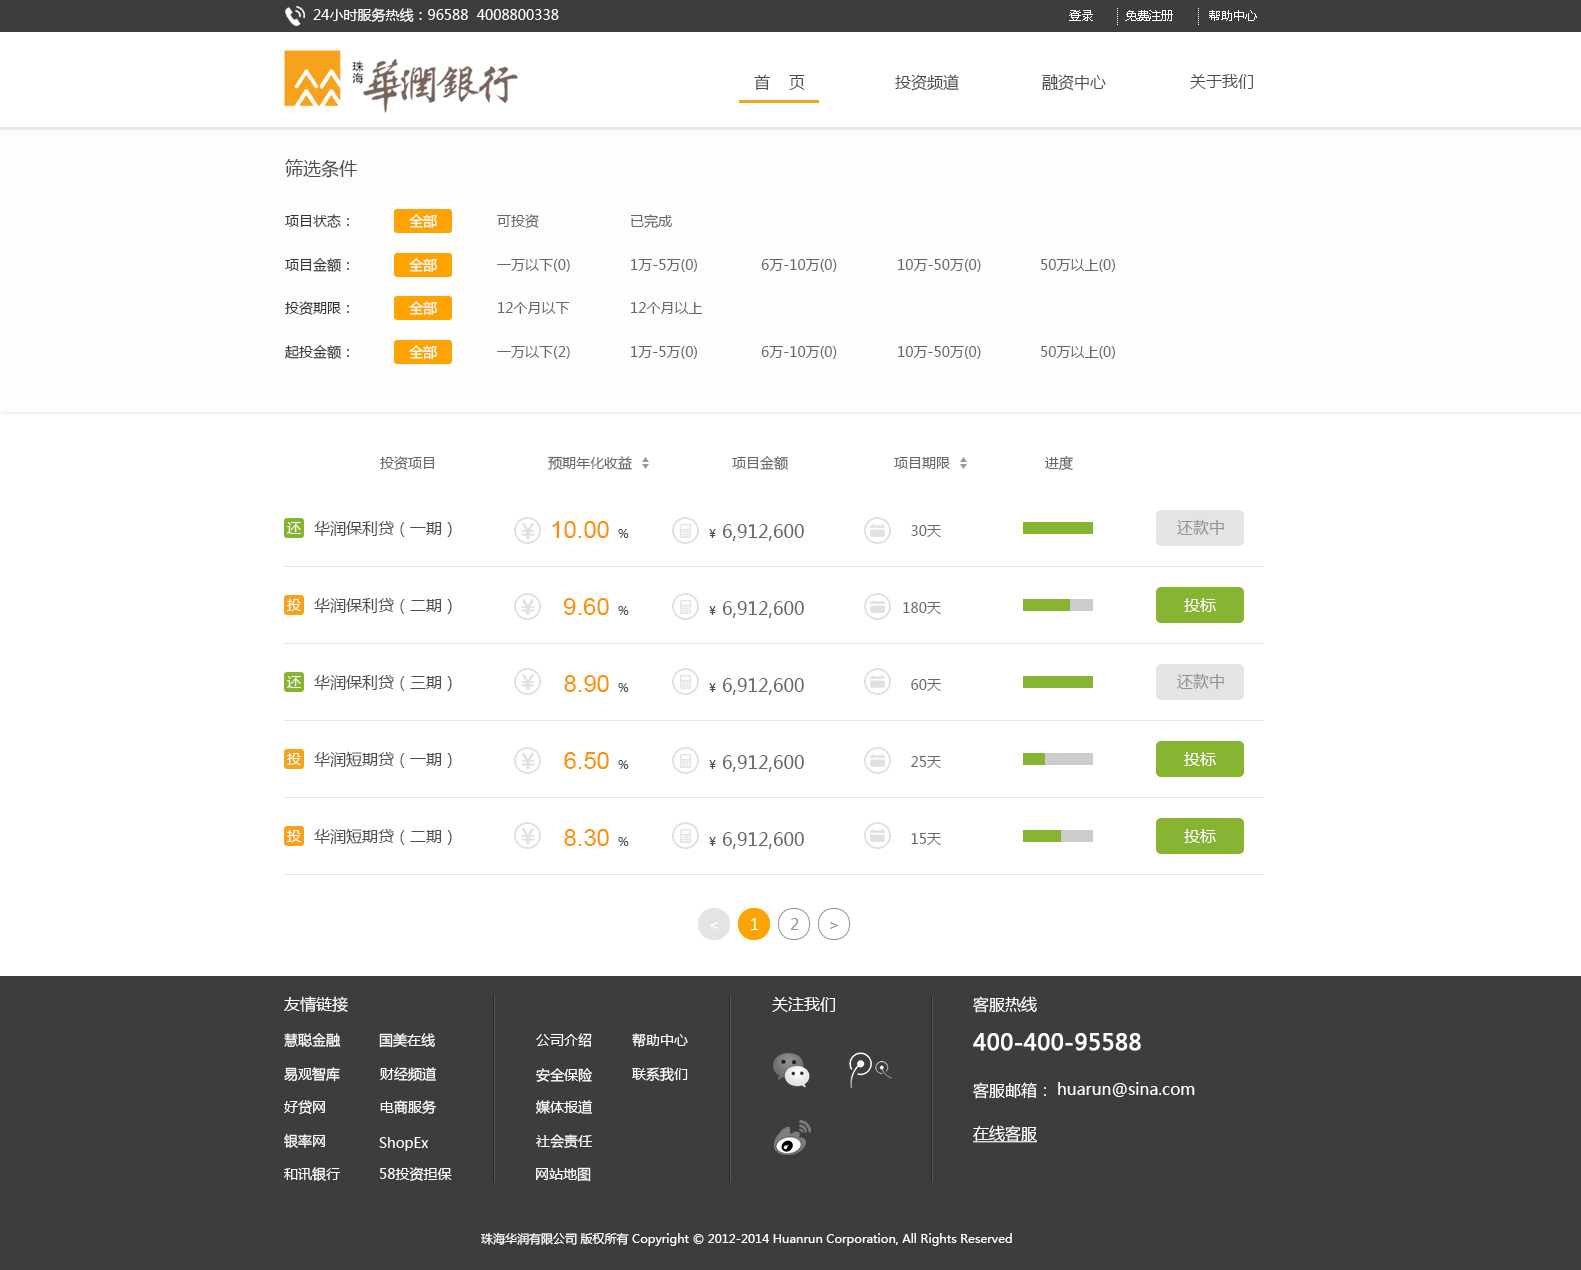 24小时服务热线：96588 4008800338 登录 免费注册 帮助中心
珠海 華潤銀行 首 页 投资频道 融资中心 关于我们
筛选条件
项目状态： 全部 可投资 已完成
项目金额： 全部 一万以下(0) 1万-5万(0) 6万-10万(0) 10万-50万(0) 50万以上(0)
投资期限： 全部 12个月以下 12个月以上
起投金额： 全部 一万以下(2) 1万-5万(0) 6万-10万(0) 10万-50万(0) 50万以上(0)
投资项目 预期年化收益 项目金额 项目期限 进度
还 华润保利贷（一期） ¥ 10.00 % ¥ 6,912,600 30天 还款中
投 华润保利贷（二期） ¥ 9.60 % ¥ 6,912,600 180天 投标
还 华润保利贷（三期） ¥ 8.90 % ¥ 6,912,600 60天 还款中
投 华润短期贷（一期） ¥ 6.50 % ¥ 6,912,600 25天 投标
投 华润短期贷（二期） ¥ 8.30 % ¥ 6,912,600 15天 投标
< 1 2 >
友情链接
慧聪金融 国美在线
易观智库 财经频道
好贷网 电商服务
银率网 ShopEx
和讯银行 58投资担保
公司介绍 帮助中心
安全保险 联系我们
媒体报道
社会责任
网站地图
关注我们
客服热线
400-400-95588
客服邮箱： huarun@sina.com
在线客服
珠海华润有限公司 版权所有 Copyright © 2012-2014 Huanrun Corporation, All Rights Reserved